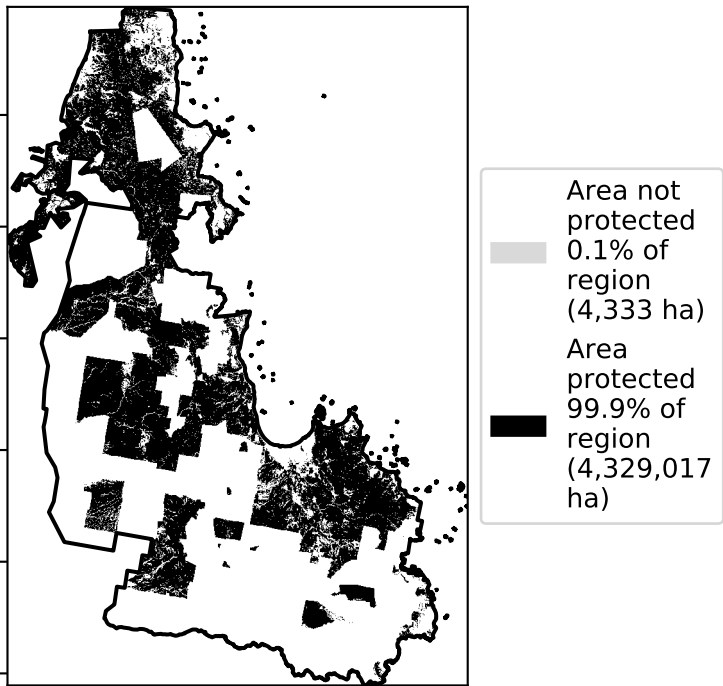 Area not
protected
0.1% of
region
(4,333 ha)
Area
protected
99.9% of
region
(4,329,017
ha)